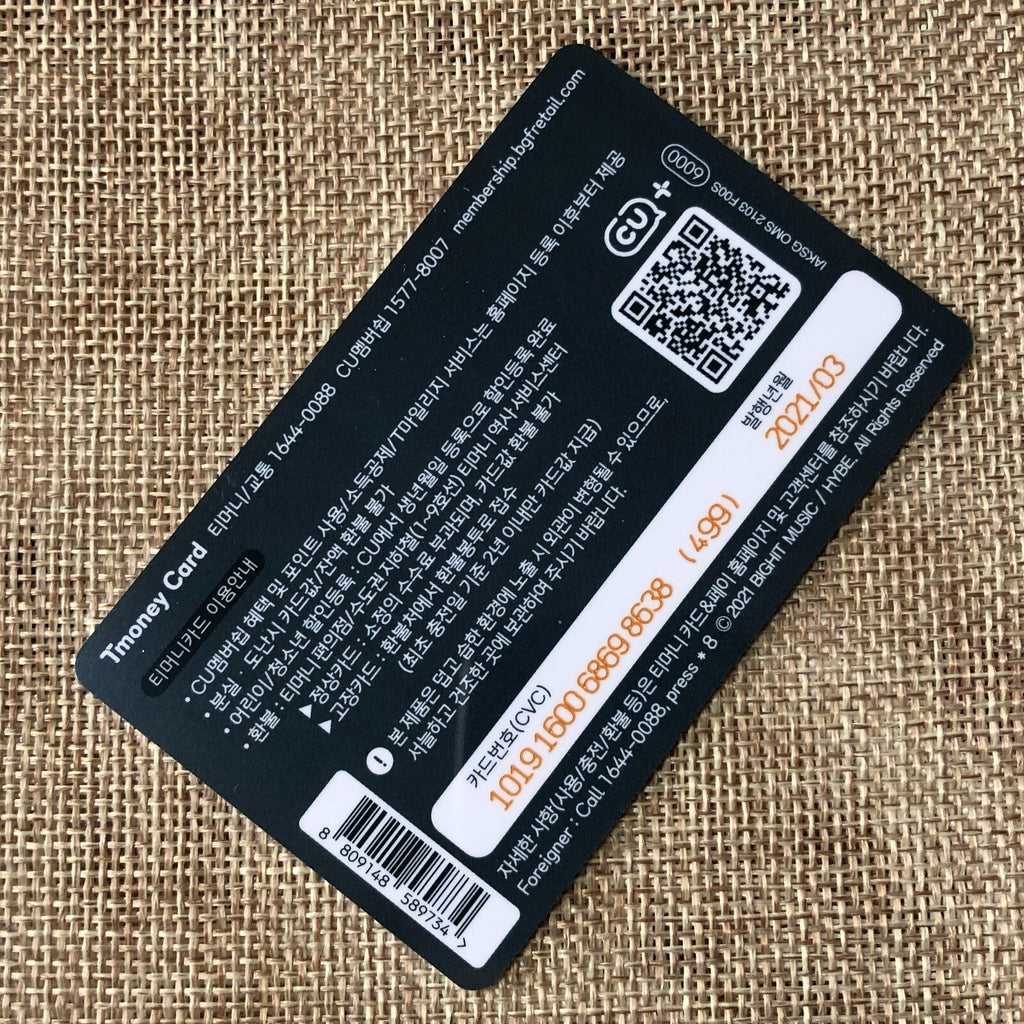 Tmoney Card 티머니/교통 1644-0088 CU멤버쉽 1577-8007 membership.bgfretail.com
티머니카드 이용안내
• CU멤버쉽 혜택 및 포인트 사용/소득공제/T마일리지 서비스는 홈페이지 등록 이후부터 제공
• 분실 : 도난시 카드값/잔액 환불 불가
• 어린이/청소년 할인등록 : CU에서 생년월일 등록으로 할인등록 완료
• 환불 : 티머니 편의점/수도권 지하철(1~9호선) 티머니 역사 서비스센터
▶ 정상카드 : 소정의 수수료 부과되며, 카드값 환불 불가
▶ 고장카드 : 환불처에서 환불봉투로 접수
(최초 충전일 기준 2년 이내만 카드값 지급)
! 본 제품은 덥고 습한 환경에 노출 시 외관이 변형될 수 있으므로,
서늘하고 건조한 곳에 보관하여 주시기 바랍니다.
CU+
6000
IAKSG OMS 2103 F00S
카드번호(CVC)
발행년월
1019 1600 6869 8638 (499)
2021/03
자세한 사항(사용/충전/환불 등)은 티머니 카드&페이 홈페이지 및 고객센터를 참조하시기 바랍니다.
Foreigner : Call 1644-0088, press * 8 © 2021 BIGHIT MUSIC / HYBE. All Rights Reserved
8 809148 589734 >